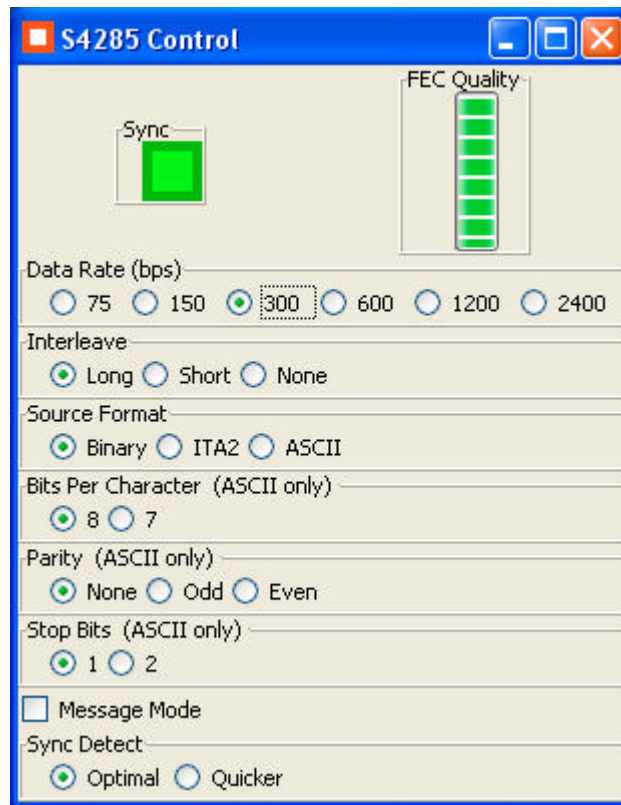 S4285 Control
FEC Quality
Sync
Data Rate (bps)
75 150 300 600 1200 2400
Interleave
Long Short None
Source Format
Binary ITA2 ASCII
Bits Per Character (ASCII only)
8 7
Parity (ASCII only)
None Odd Even
Stop Bits (ASCII only)
1 2
Message Mode
Sync Detect
Optimal Quicker